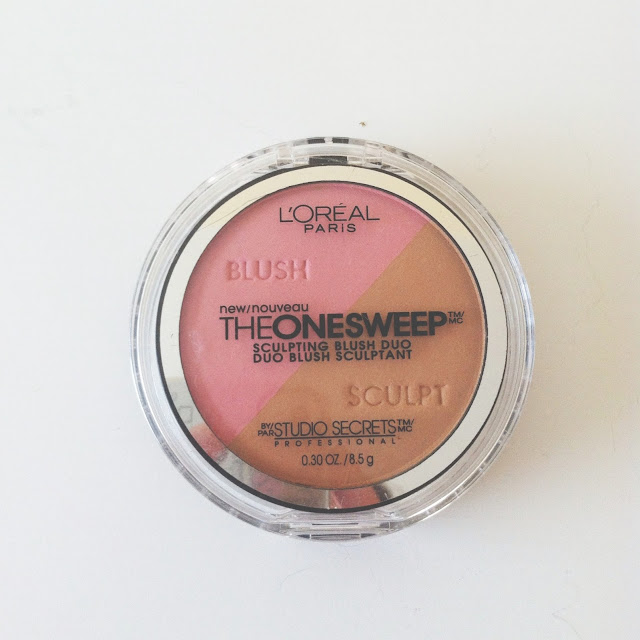 L'ORÉAL
PARIS
BLUSH
new/nouveau
THEONESWEEP™/MC
SCULPTING BLUSH DUO
DUO BLUSH SCULPTANT
SCULPT
BY/PAR STUDIO SECRETS™/MC
PROFESSIONAL
0.30 OZ./8.5 g